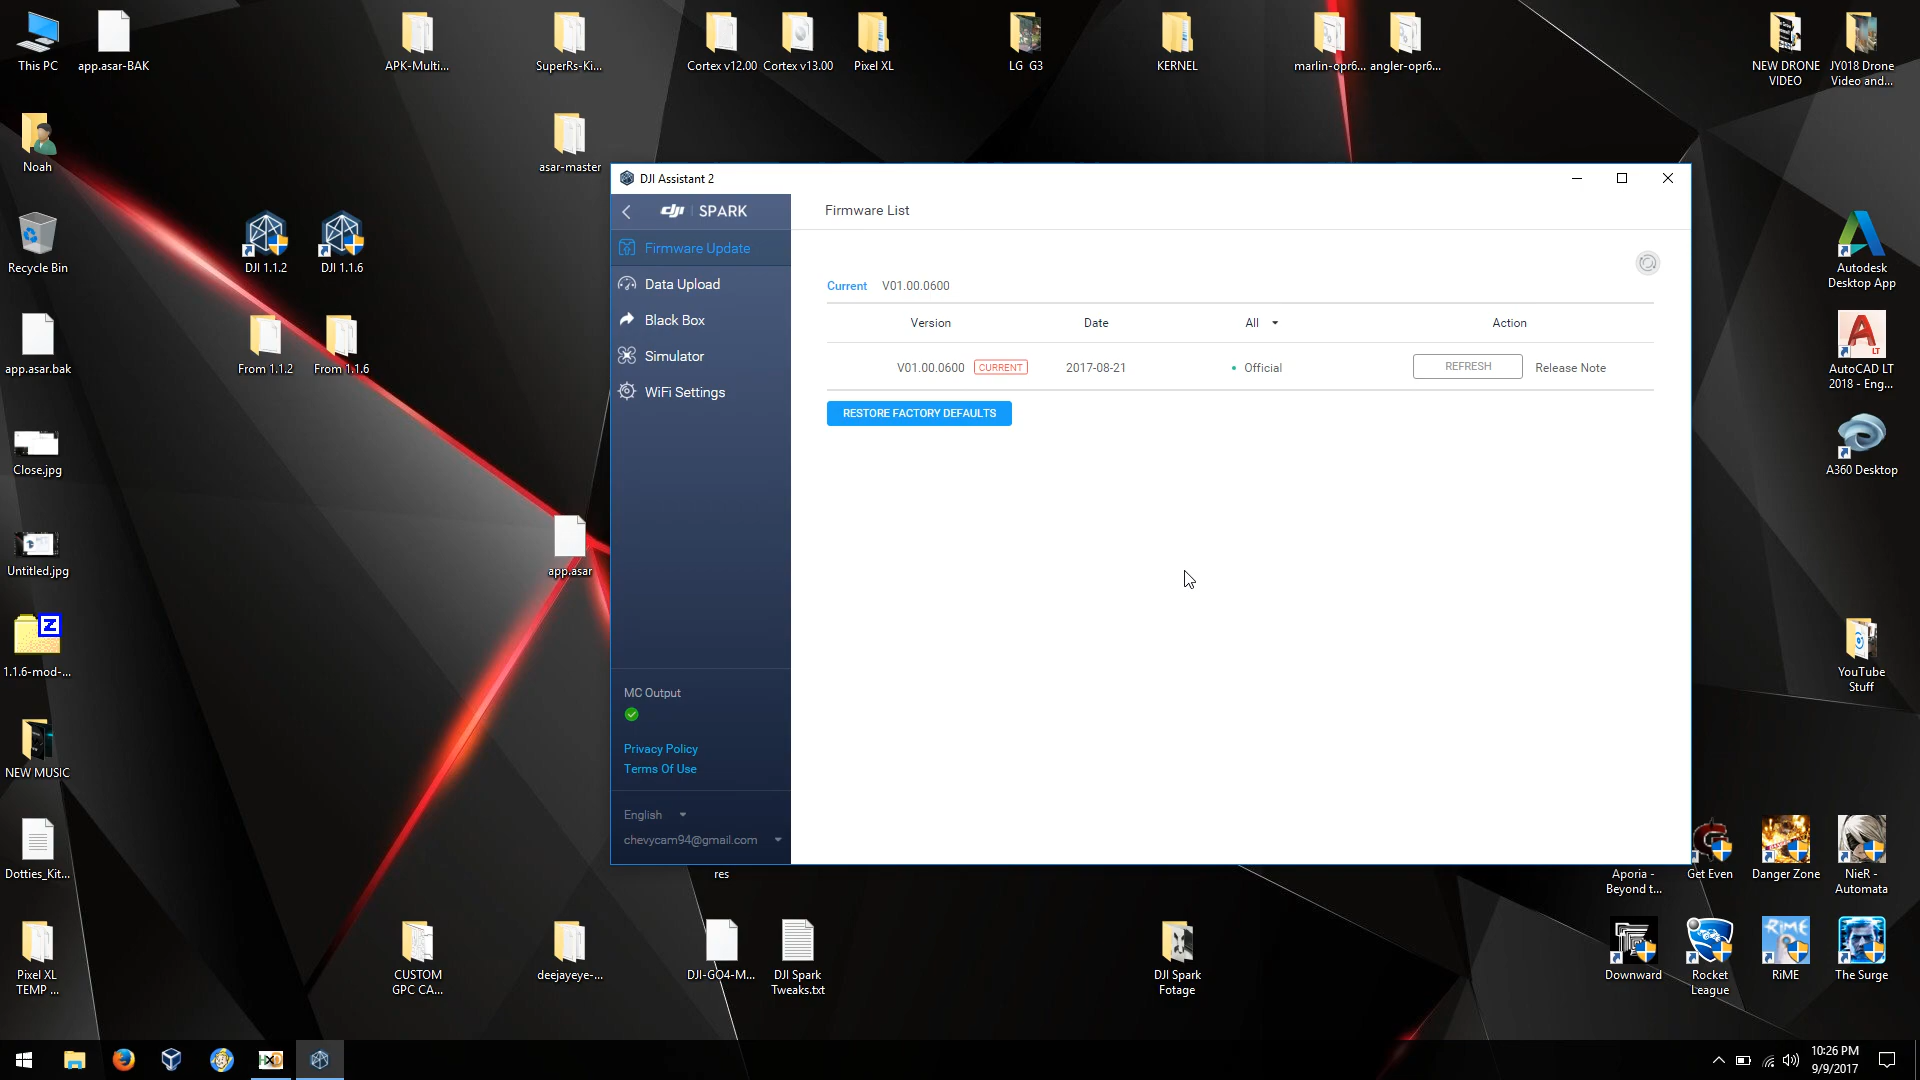 This PC
app.asar-BAK
APK-Multi...
SuperRs-Ki...
Cortex v12.00
Cortex v13.00
Pixel XL
LG G3
KERNEL
marlin-opr6...
angler-opr6...
NEW DRONE
VIDEO
JY018 Drone
Video and...
Noah
asar-master
Recycle Bin
DJI 1.1.2
DJI 1.1.6
app.asar.bak
From 1.1.2
From 1.1.6
Close.jpg
Untitled.jpg
app.asar
1.1.6-mod-...
NEW MUSIC
Dotties_Kit...
Pixel XL
TEMP ...
DJI Assistant 2
dji SPARK
Firmware Update
Data Upload
Black Box
Simulator
WiFi Settings
MC Output
Privacy Policy
Terms Of Use
English
chevycam94@gmail.com
Firmware List
Current V01.00.0600
Version Date All Action
V01.00.0600 CURRENT 2017-08-21 Official REFRESH Release Note
RESTORE FACTORY DEFAULTS
Autodesk
Desktop App
AutoCAD LT
2018 - Eng...
A360 Desktop
YouTube
Stuff
res
Aporia -
Beyond t...
Get Even
Danger Zone
NieR -
Automata
CUSTOM
GPC CA...
deejayeye-...
DJI-GO4-M...
DJI Spark
Tweaks.txt
DJI Spark
Fotage
Downward
Rocket
League
RiME
RiME
The Surge
10:26 PM
9/9/2017